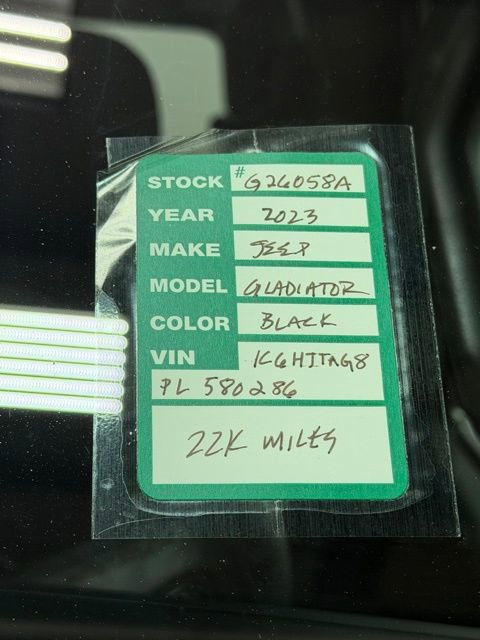 STOCK # G26058A
YEAR 2023
MAKE JEEP
MODEL GLADIATOR
COLOR BLACK
VIN 1C6HJTAG8
PL 580286
22K MILES